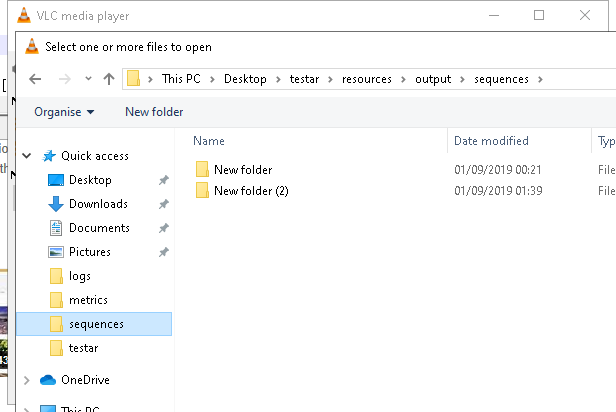 VLC media player
Select one or more files to open
This PC > Desktop > testar > resources > output > sequences >
Organise New folder
Name Date modified Typ
Quick access
New folder 01/09/2019 00:21 File
New folder (2) 01/09/2019 01:39 File
Desktop
Downloads
Documents
Pictures
logs
metrics
sequences
testar
OneDrive
This PC